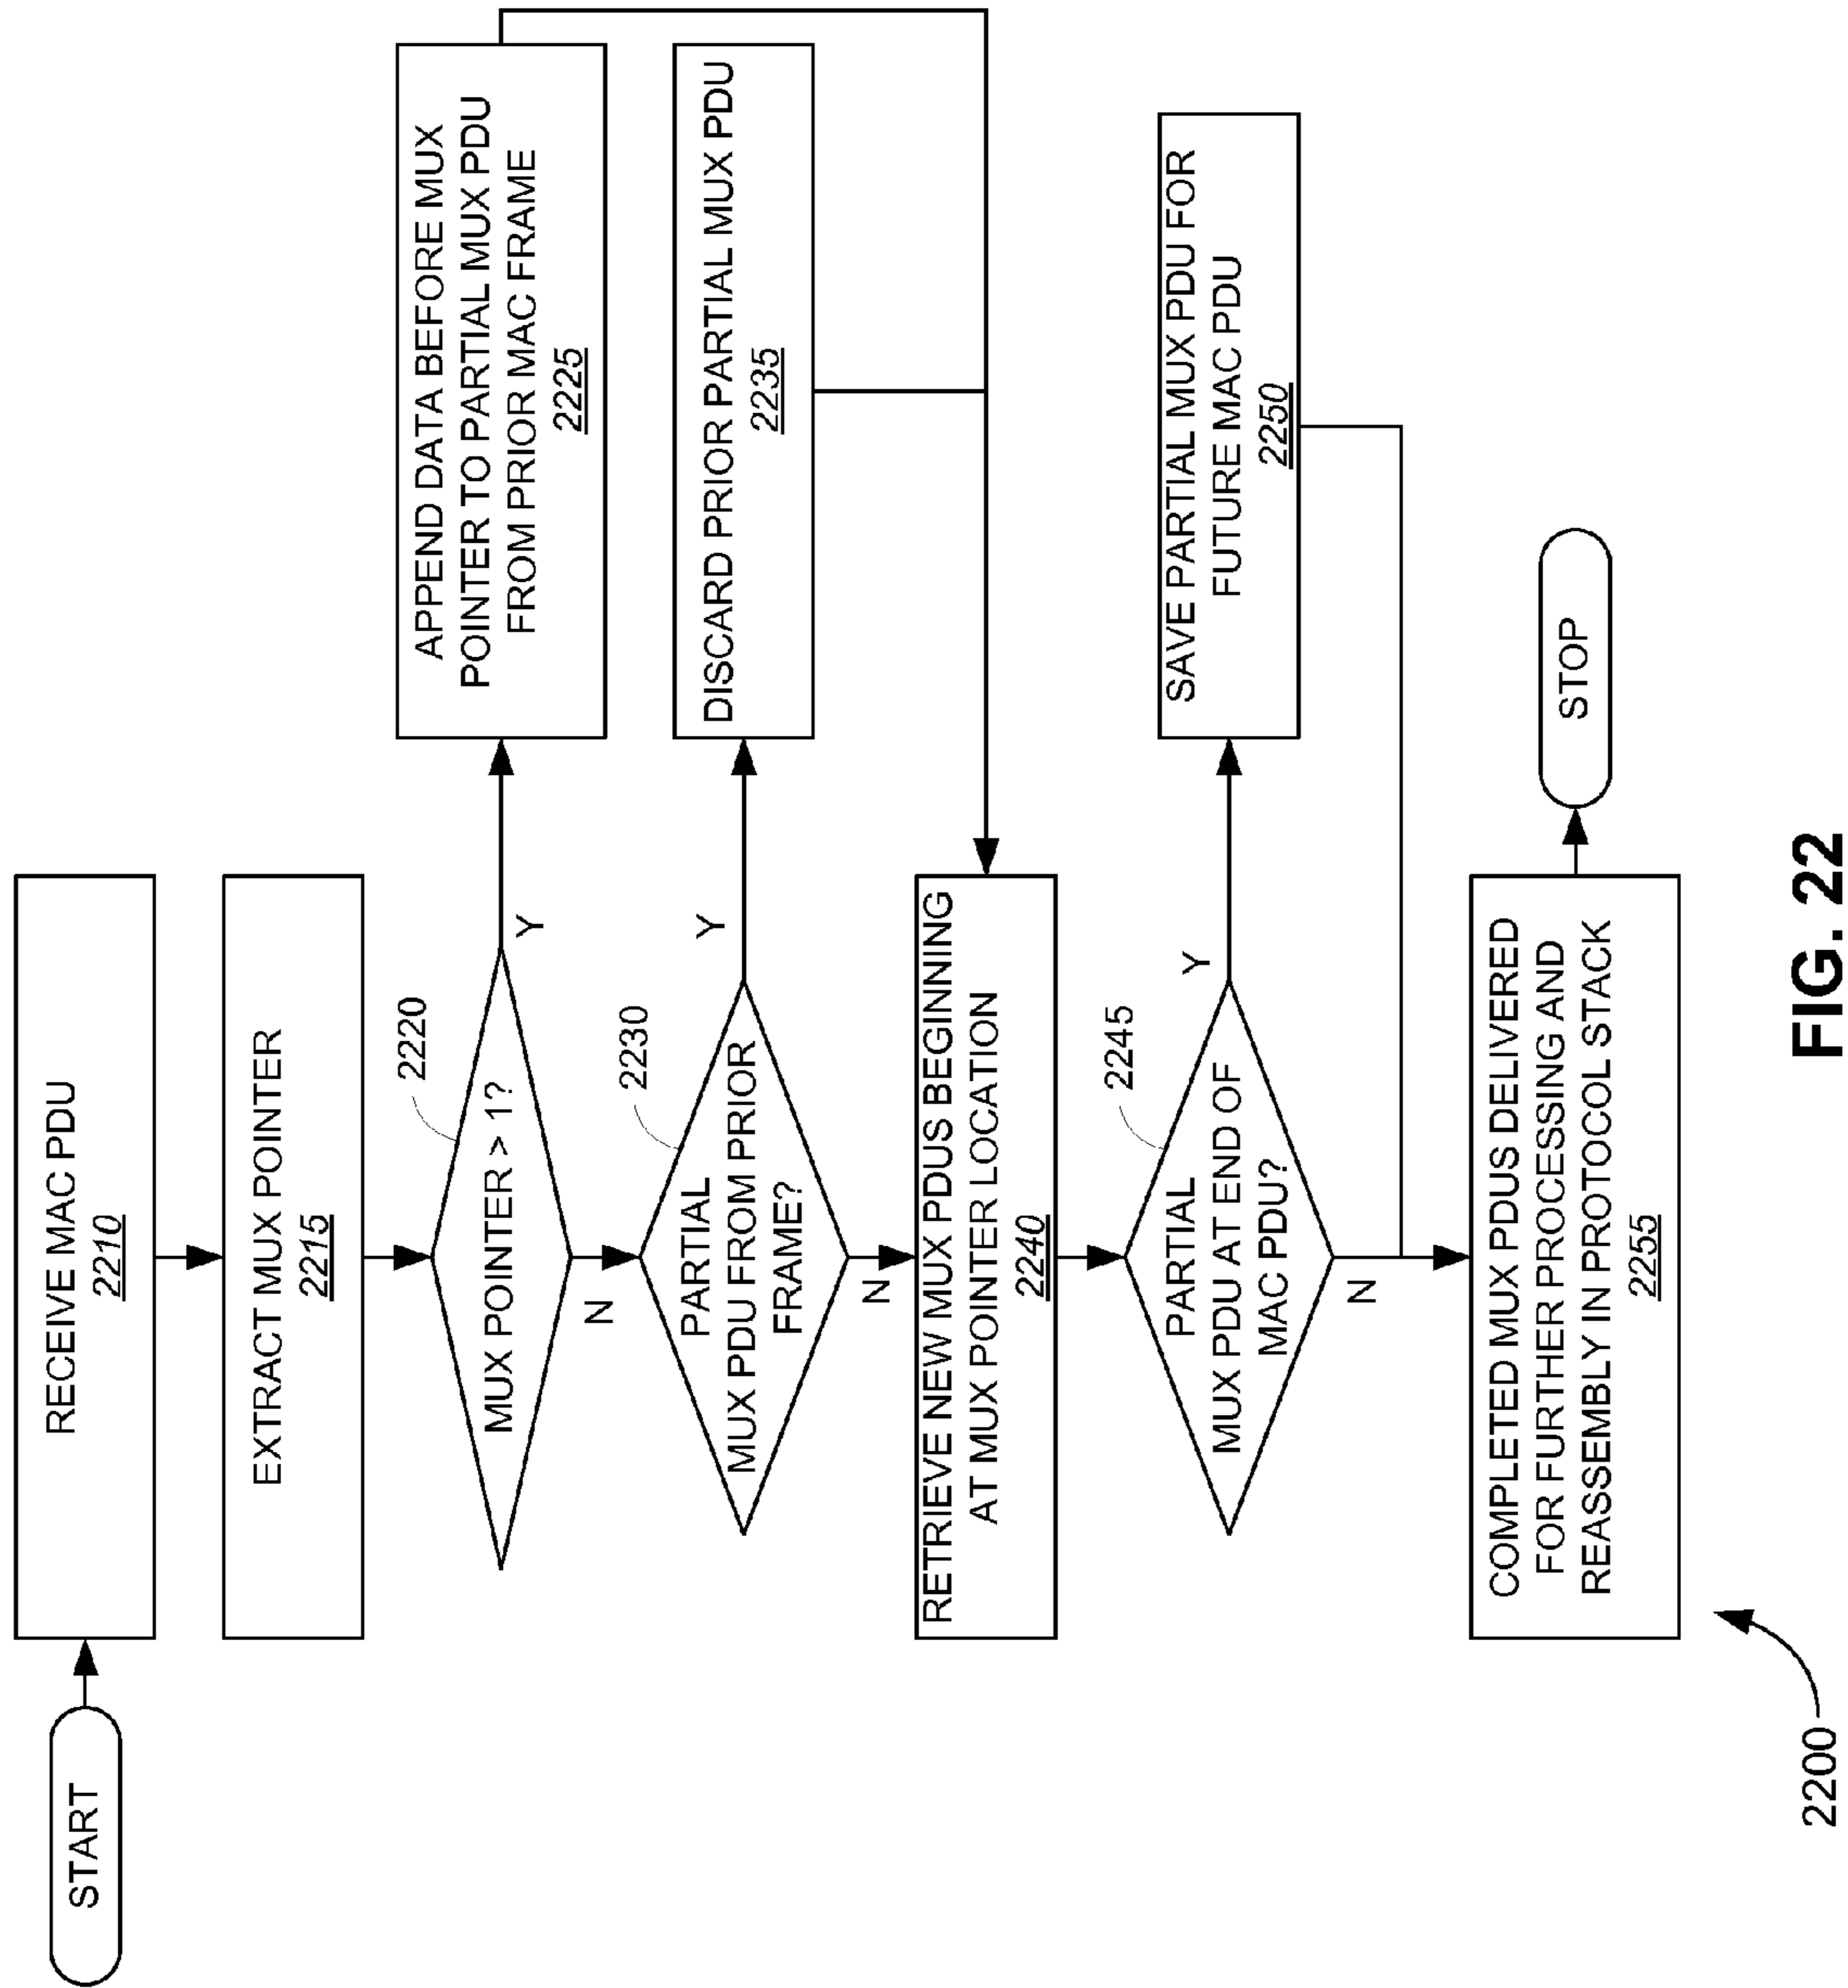 START
RECEIVE MAC PDU
2210
EXTRACT MUX POINTER
2215
2220
MUX POINTER > 1?
Y
N
APPEND DATA BEFORE MUX
POINTER TO PARTIAL MUX PDU
FROM PRIOR MAC FRAME
2225
2230
PARTIAL
MUX PDU FROM PRIOR
FRAME?
Y
N
DISCARD PRIOR PARTIAL MUX PDU
2235
RETRIEVE NEW MUX PDUS BEGINNING
AT MUX POINTER LOCATION
2240
2245
PARTIAL
MUX PDU AT END OF
MAC PDU?
Y
N
SAVE PARTIAL MUX PDU FOR
FUTURE MAC PDU
2250
COMPLETED MUX PDUS DELIVERED
FOR FURTHER PROCESSING AND
REASSEMBLY IN PROTOCOL STACK
2255
STOP
2200
FIG. 22